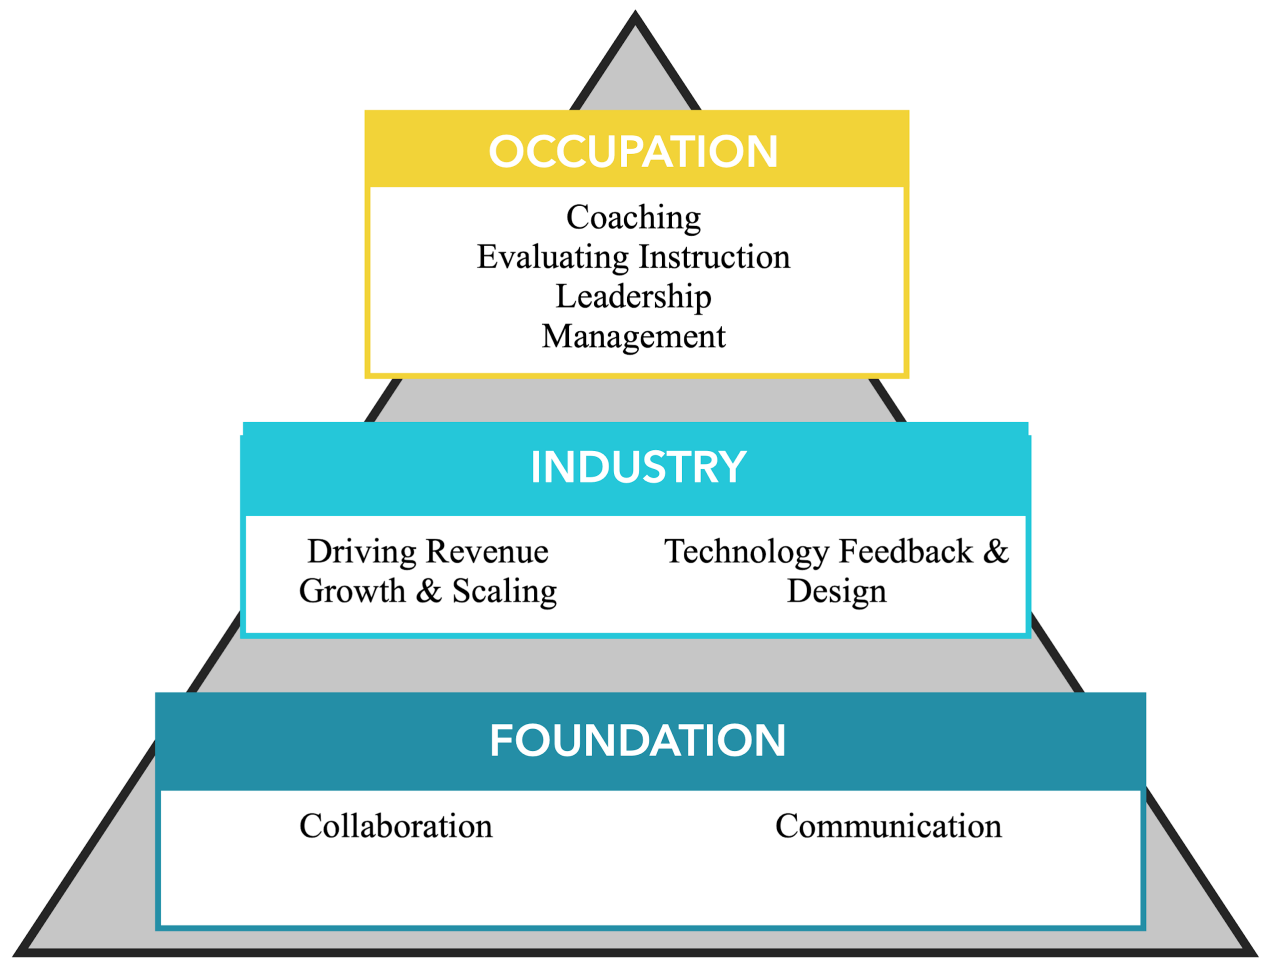 OCCUPATION
Coaching
Evaluating Instruction
Leadership
Management
INDUSTRY
Driving Revenue
Growth & Scaling
Technology Feedback &
Design
FOUNDATION
Collaboration
Communication